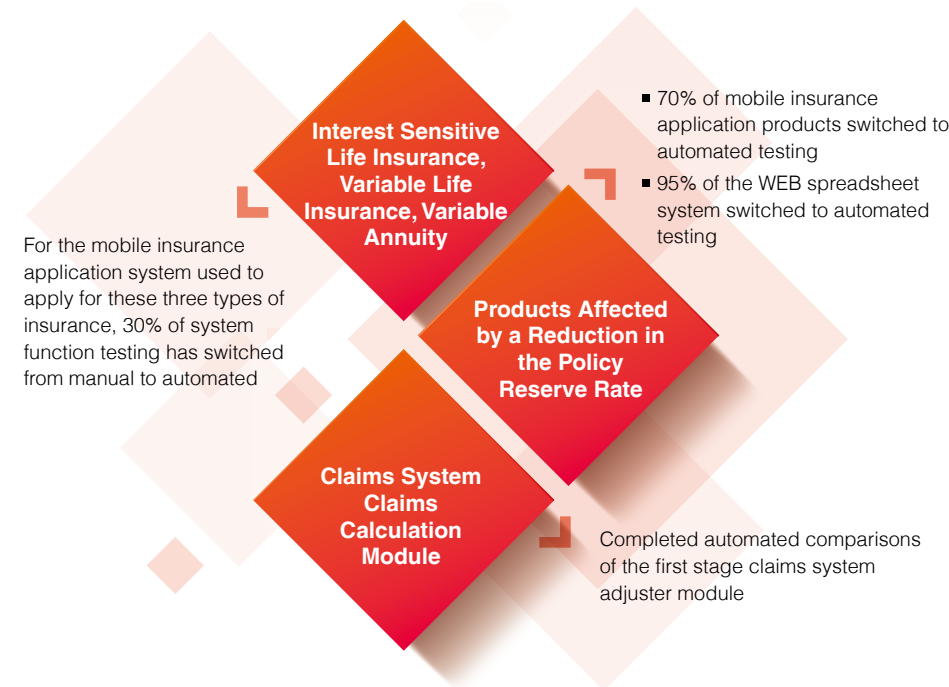 Interest Sensitive
Life Insurance,
Variable Life
Insurance, Variable
Annuity
For the mobile insurance
application system used to
apply for these three types of
insurance, 30% of system
function testing has switched
from manual to automated
■ 70% of mobile insurance
application products switched to
automated testing
■ 95% of the WEB spreadsheet
system switched to automated
testing
Products Affected
by a Reduction in
the Policy
Reserve Rate
Claims System
Claims
Calculation
Module
Completed automated comparisons
of the first stage claims system
adjuster module